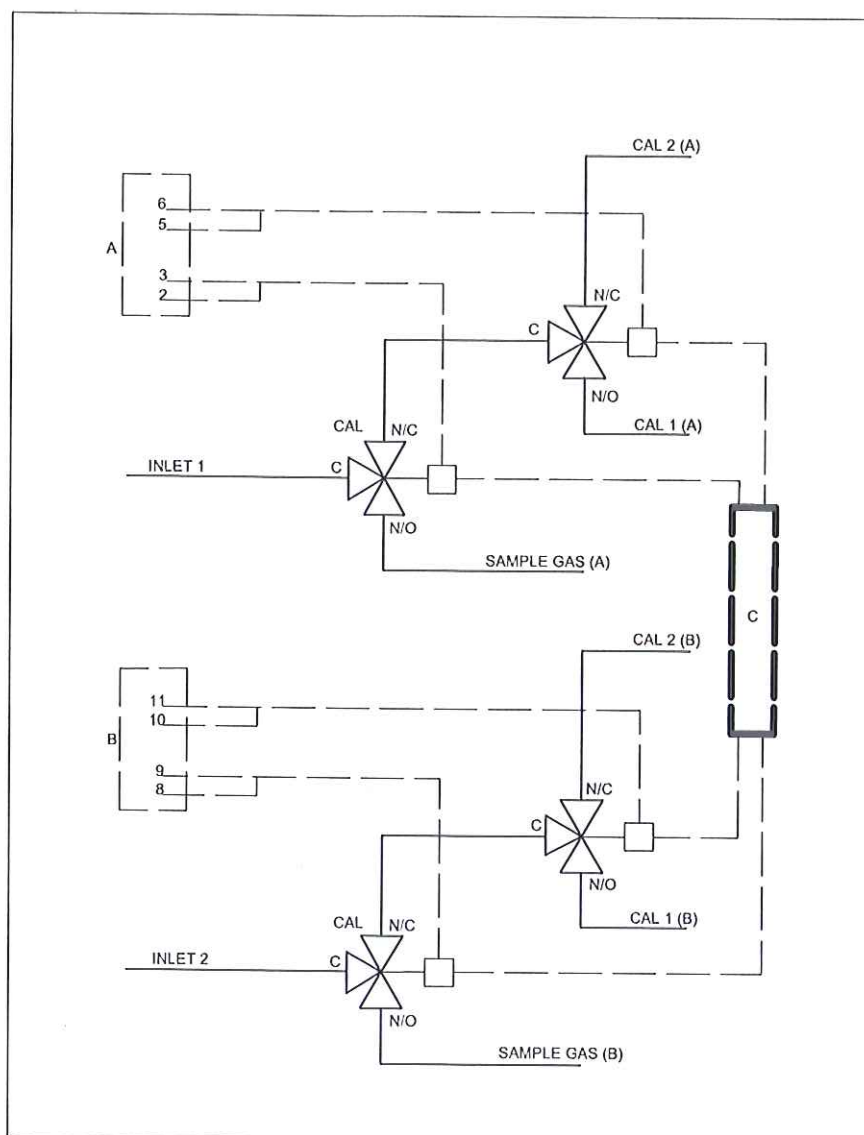 CAL 2 (A)
6
5
A
3
2
N/C
C
N/O
CAL 1 (A)
CAL
N/C
INLET 1
C
N/O
SAMPLE GAS (A)
C
CAL 2 (B)
11
10
B
9
8
N/C
C
N/O
CAL 1 (B)
CAL
N/C
INLET 2
C
N/O
SAMPLE GAS (B)